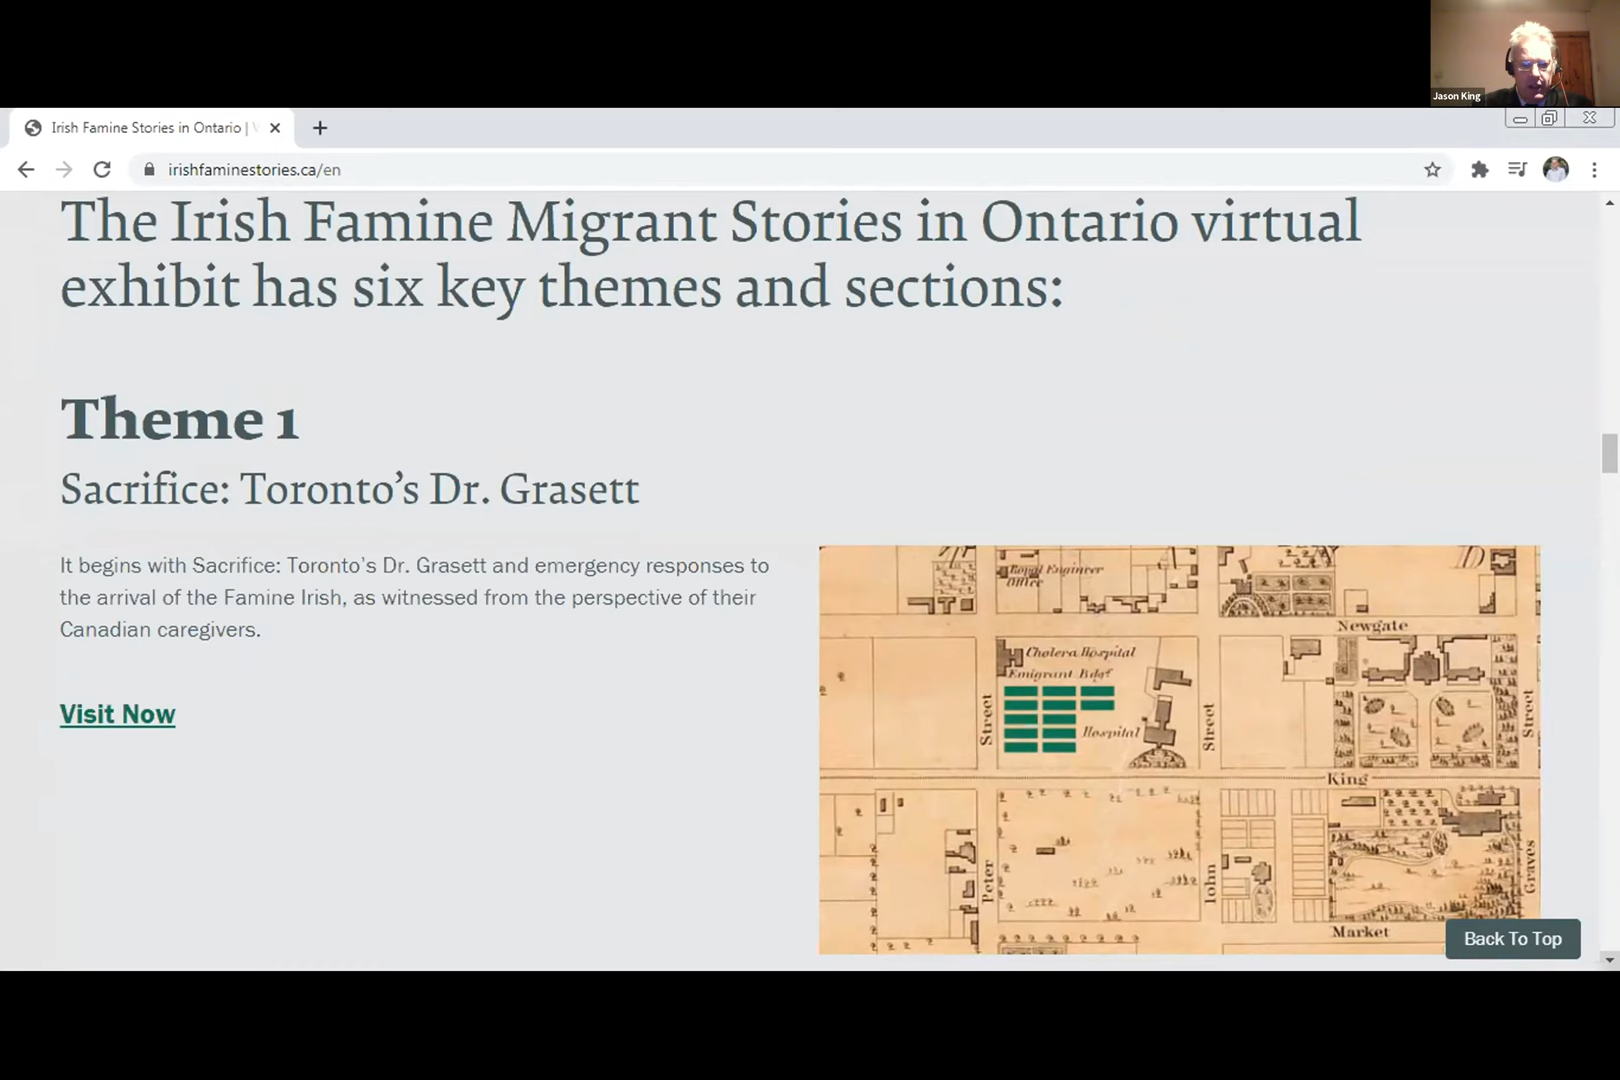 Jason King
Irish Famine Stories in Ontario |
irishfaminestories.ca/en
The Irish Famine Migrant Stories in Ontario virtual
exhibit has six key themes and sections:
Theme 1
Sacrifice: Toronto's Dr. Grasett
It begins with Sacrifice: Toronto's Dr. Grasett and emergency responses to
the arrival of the Famine Irish, as witnessed from the perspective of their
Canadian caregivers.
Visit Now
Royal Engineer
Office
D
Newgate
Cholera Hospital
Emigrant Bdgs
Hospital
Street
Street
Street
King
Peter
John
Graves
Market
Back To Top